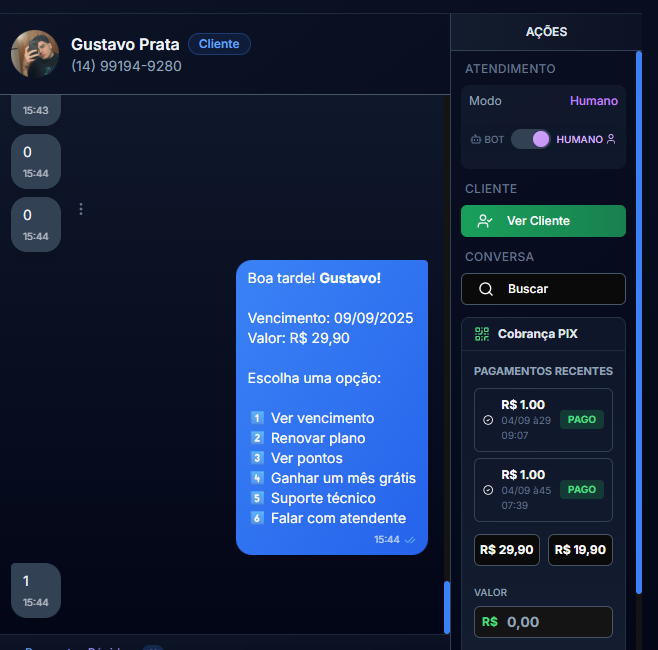 Gustavo Prata Cliente
(14) 99194-9280
15:43
0
15:44
0
15:44
Boa tarde! Gustavo!
Vencimento: 09/09/2025
Valor: R$ 29,90
Escolha uma opção:
1 Ver vencimento
2 Renovar plano
3 Ver pontos
4 Ganhar um mês grátis
5 Suporte técnico
6 Falar com atendente
15:44
1
15:44
AÇÕES
ATENDIMENTO
Modo Humano
BOT HUMANO
CLIENTE
Ver Cliente
CONVERSA
Buscar
Cobrança PIX
PAGAMENTOS RECENTES
R$ 1.00
04/09 à29 PAGO
09:07
R$ 1.00
04/09 à45 PAGO
07:39
R$ 29,90 R$ 19,90
VALOR
R$ 0,00